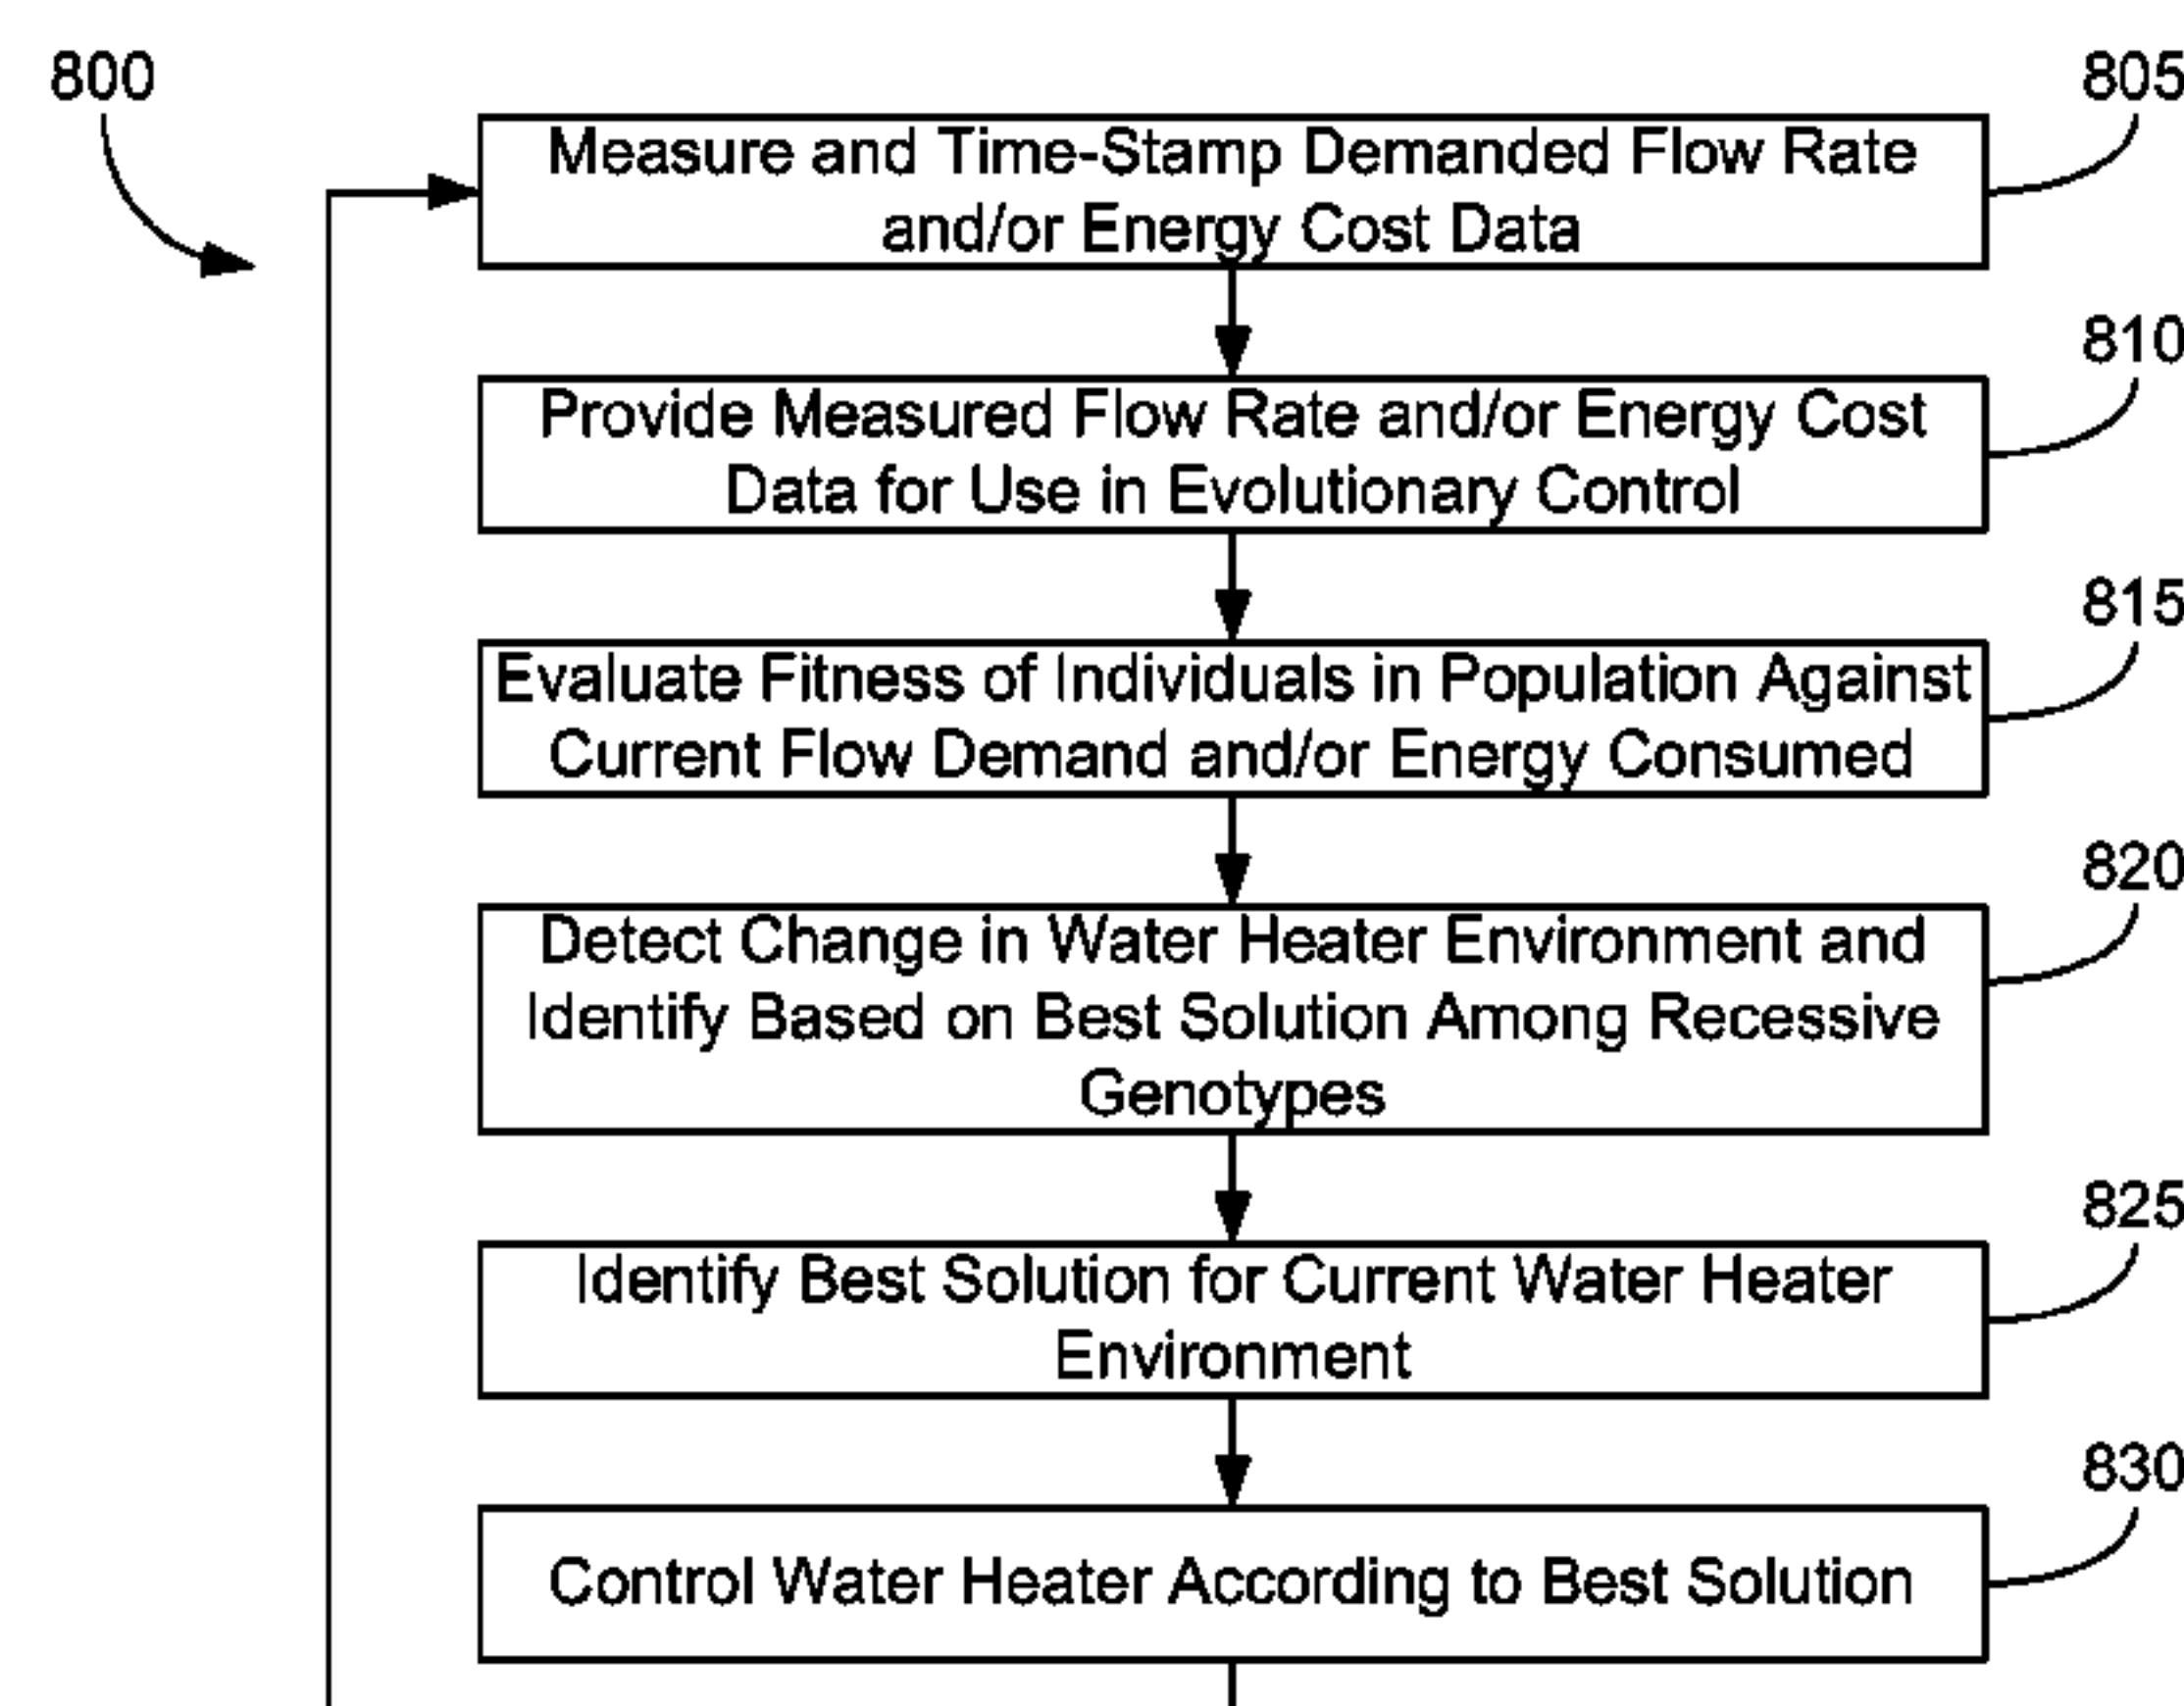 800
805
Measure and Time-Stamp Demanded Flow Rate
and/or Energy Cost Data
810
Provide Measured Flow Rate and/or Energy Cost
Data for Use in Evolutionary Control
815
Evaluate Fitness of Individuals in Population Against
Current Flow Demand and/or Energy Consumed
820
Detect Change in Water Heater Environment and
Identify Based on Best Solution Among Recessive
Genotypes
825
Identify Best Solution for Current Water Heater
Environment
830
Control Water Heater According to Best Solution